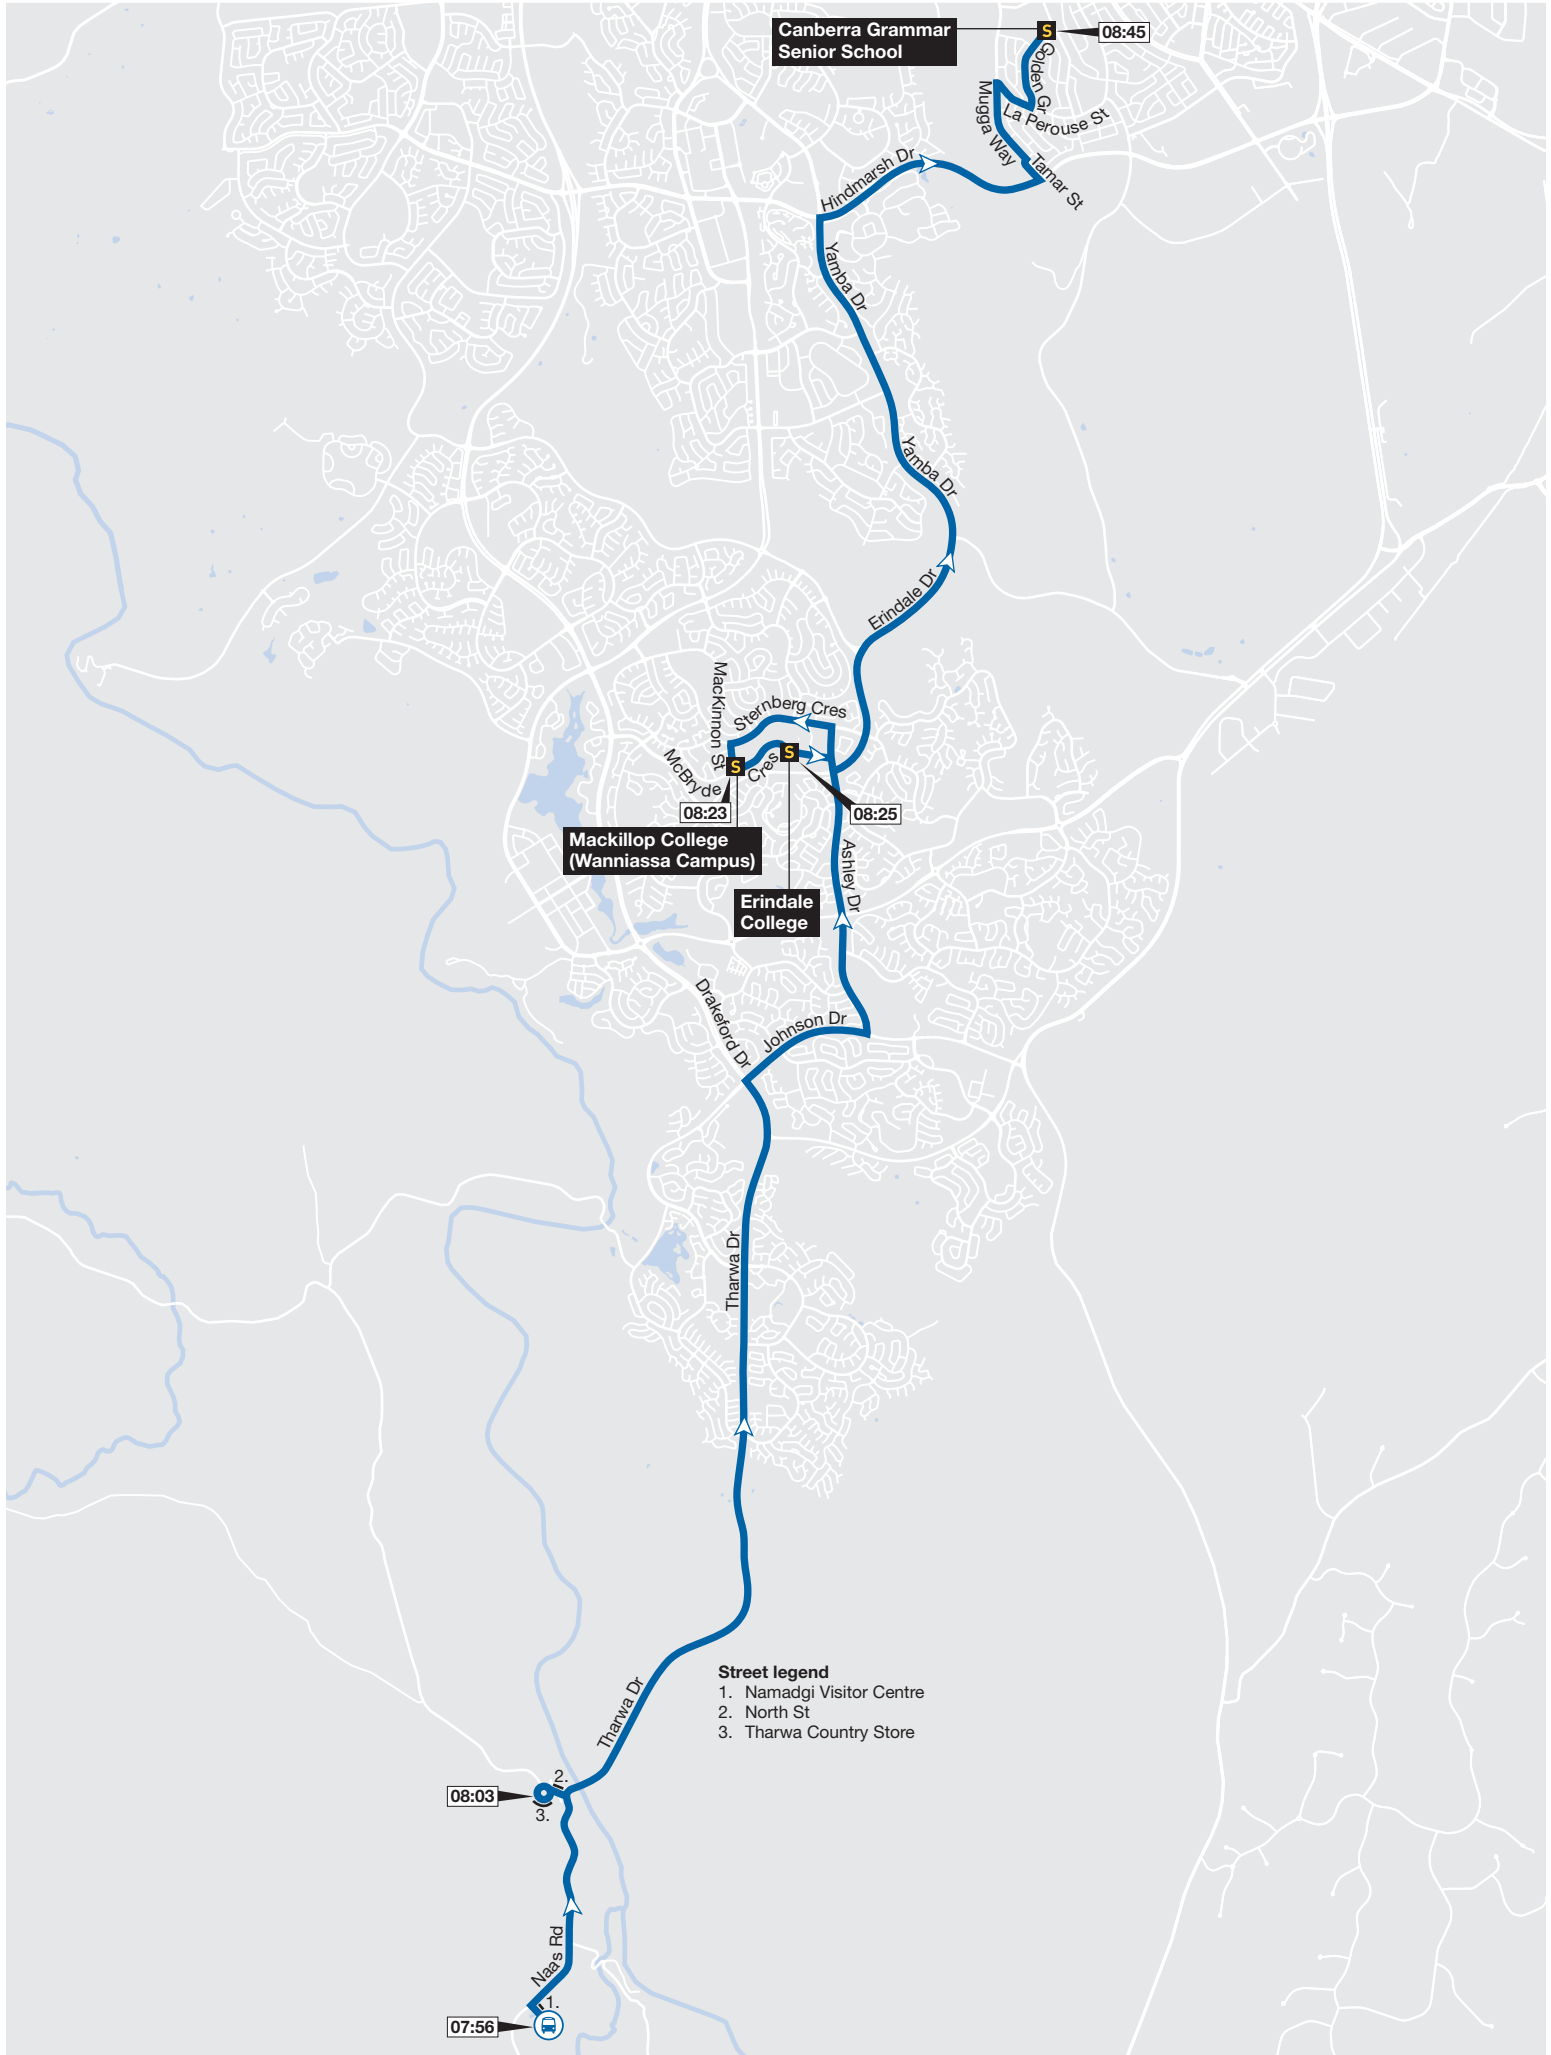 Canberra Grammar
Senior School
08:45
Golden Gr
La Perouse St
Mugga Way
Tamar St
Hindmarsh Dr
Yamba Dr
Yamba Dr
Erindale Dr
MacKinnon St
Sternberg Cres
McBryde Cres
08:23
08:25
Mackillop College
(Wanniassa Campus)
Erindale
College
Ashley Dr
Drakeford Dr
Johnson Dr
Tharwa Dr
Street legend
1. Namadgi Visitor Centre
2. North St
3. Tharwa Country Store
Tharwa Dr
2.
08:03
3.
Naas Rd
1.
07:56
S
S
S